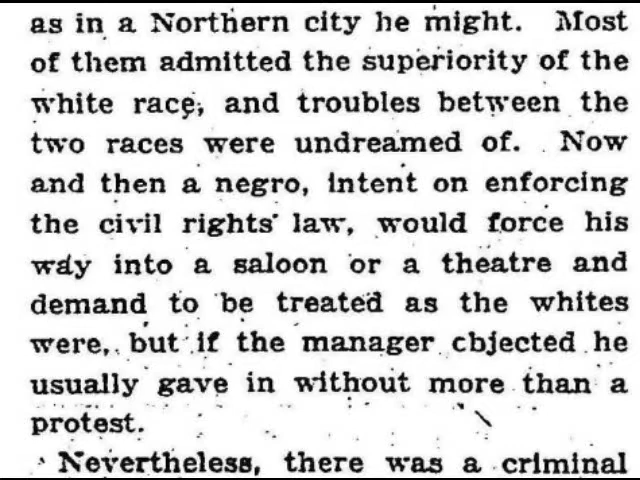 as in a Northern city he might. Most
of them admitted the superiority of the
white race, and troubles between the
two races were undreamed of. Now
and then a negro, intent on enforcing
the civil rights' law, would force his
way into a saloon or a theatre and
demand to be treated as the whites
were, but if the manager cbjected he
usually gave in without more than a
protest.
Nevertheless, there was a criminal